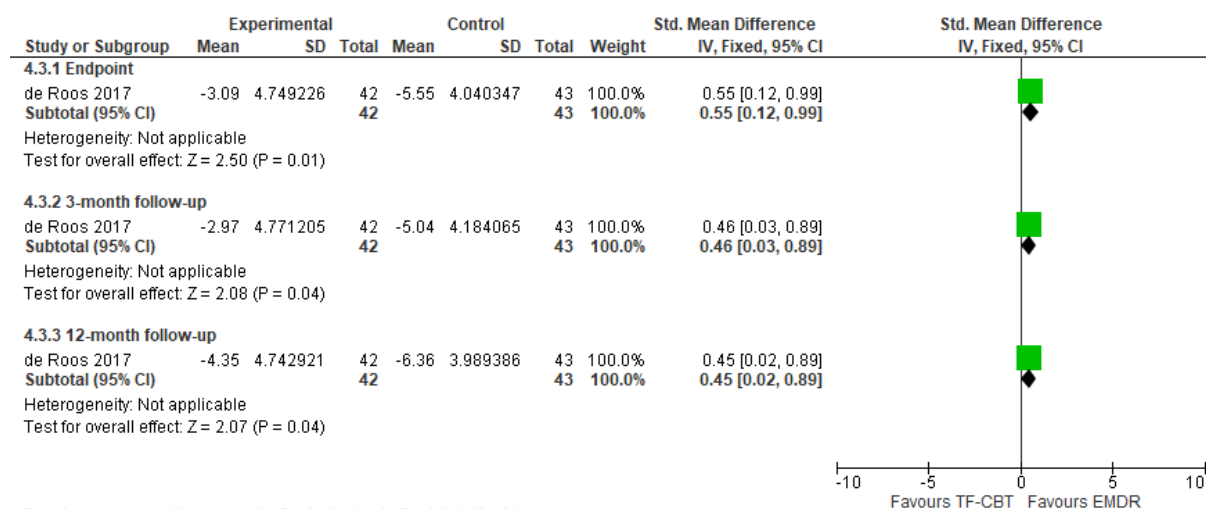 Experimental Control Std. Mean Difference Std. Mean Difference
Study or Subgroup Mean SD Total Mean SD Total Weight IV, Fixed, 95% CI IV, Fixed, 95% CI
4.3.1 Endpoint
de Roos 2017 -3.09 4.749226 42 -5.55 4.040347 43 100.0% 0.55 [0.12, 0.99]
Subtotal (95% CI) 42 43 100.0% 0.55 [0.12, 0.99]
Heterogeneity: Not applicable
Test for overall effect: Z = 2.50 (P = 0.01)
4.3.2 3-month follow-up
de Roos 2017 -2.97 4.771205 42 -5.04 4.184065 43 100.0% 0.46 [0.03, 0.89]
Subtotal (95% CI) 42 43 100.0% 0.46 [0.03, 0.89]
Heterogeneity: Not applicable
Test for overall effect: Z = 2.08 (P = 0.04)
4.3.3 12-month follow-up
de Roos 2017 -4.35 4.742921 42 -6.36 3.989386 43 100.0% 0.45 [0.02, 0.89]
Subtotal (95% CI) 42 43 100.0% 0.45 [0.02, 0.89]
Heterogeneity: Not applicable
Test for overall effect: Z = 2.07 (P = 0.04)
-10 -5 0 5 10
Favours TF-CBT Favours EMDR